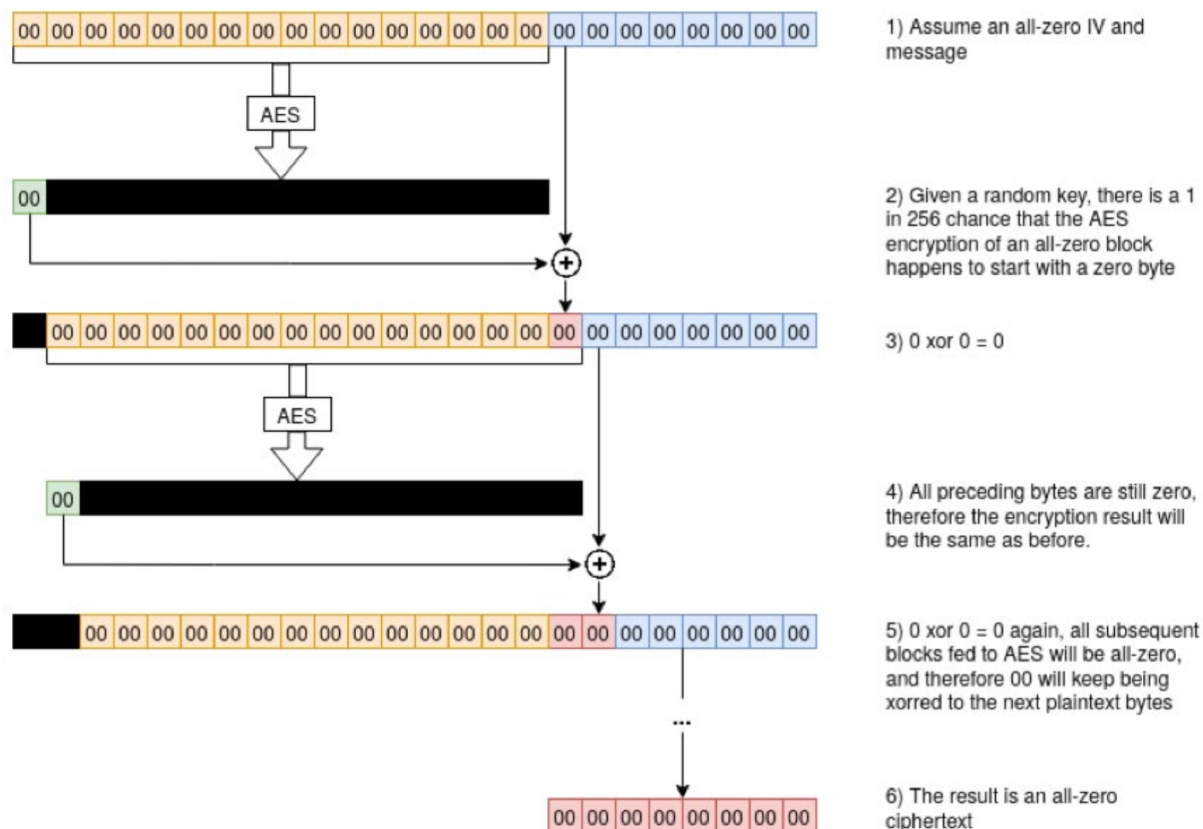 00 00 00 00 00 00 00 00 00 00 00 00 00 00 00 00 00 00 00 00 00 00 00 00
1) Assume an all-zero IV and
message
AES
00
2) Given a random key, there is a 1
in 256 chance that the AES
encryption of an all-zero block
happens to start with a zero byte
00 00 00 00 00 00 00 00 00 00 00 00 00 00 00 00 00 00 00 00 00 00 00
3) 0 xor 0 = 0
AES
00
4) All preceding bytes are still zero,
therefore the encryption result will
be the same as before.
00 00 00 00 00 00 00 00 00 00 00 00 00 00 00 00 00 00 00 00 00 00
5) 0 xor 0 = 0 again, all subsequent
blocks fed to AES will be all-zero,
and therefore 00 will keep being
xorred to the next plaintext bytes
...
00 00 00 00 00 00 00 00
6) The result is an all-zero
ciphertext